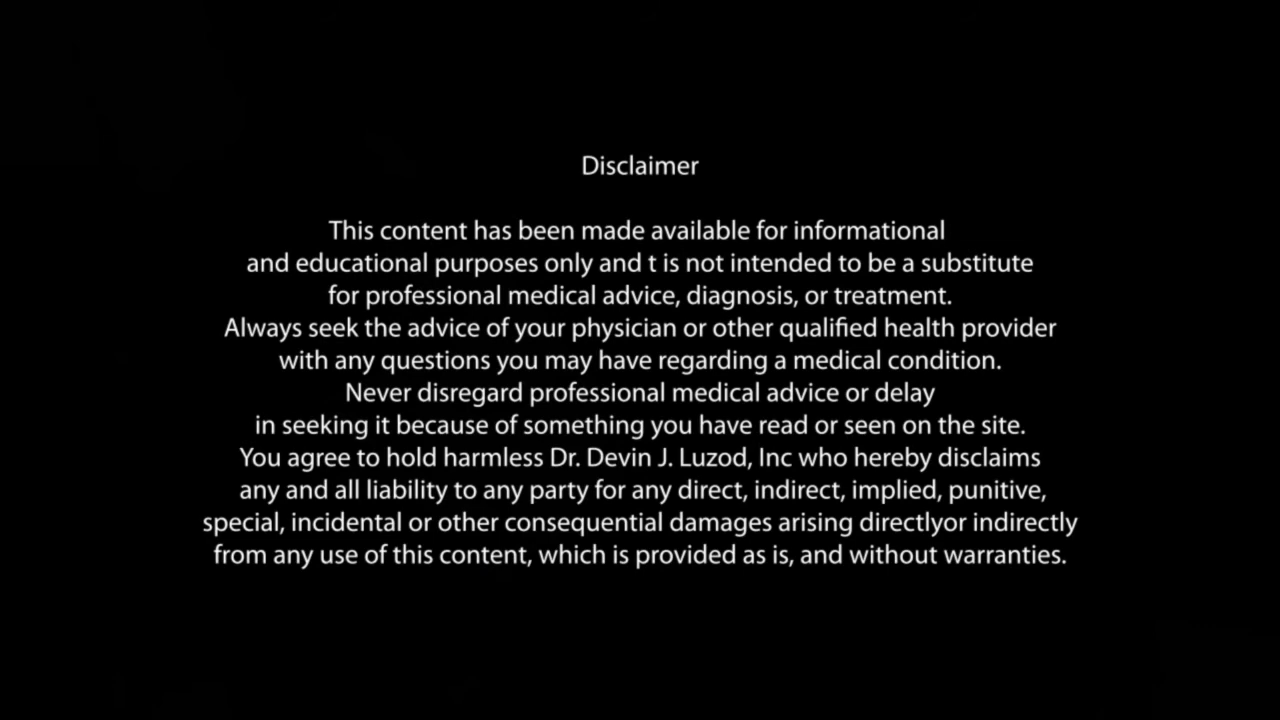 Disclaimer
This content has been made available for informational
and educational purposes only and t is not intended to be a substitute
for professional medical advice, diagnosis, or treatment.
Always seek the advice of your physician or other qualified health provider
with any questions you may have regarding a medical condition.
Never disregard professional medical advice or delay
in seeking it because of something you have read or seen on the site.
You agree to hold harmless Dr. Devin J. Luzod, Inc who hereby disclaims
any and all liability to any party for any direct, indirect, implied, punitive,
special, incidental or other consequential damages arising directlyor indirectly
from any use of this content, which is provided as is, and without warranties.